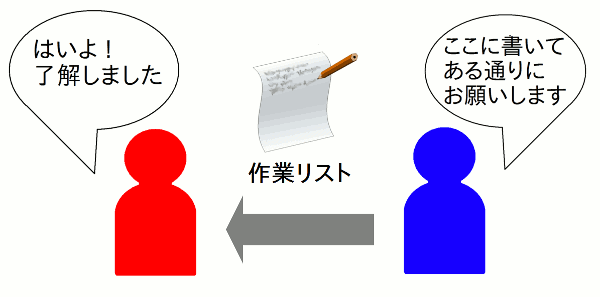 はいよ！
了解しました
ここに書いて
ある通りに
お願いします
作業リスト